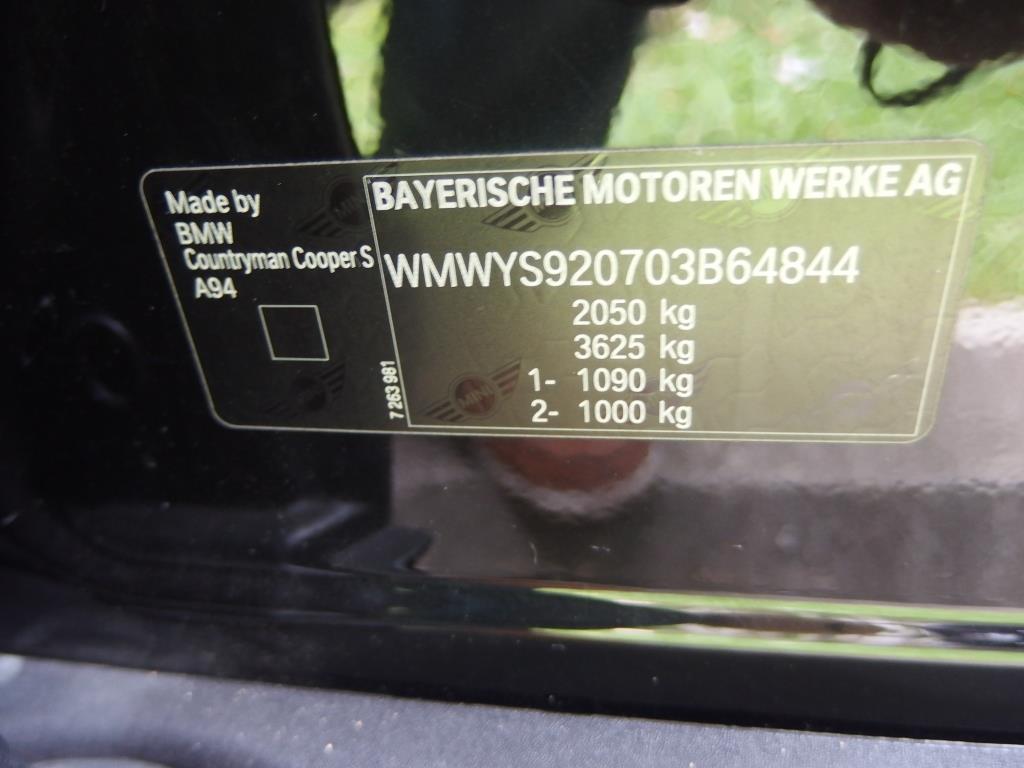 Made by
BMW
Countryman Cooper S
A94
BAYERISCHE MOTOREN WERKE AG
WMWYS920703B64844
2050 kg
3625 kg
1- 1090 kg
2- 1000 kg
7 263 981
MINI